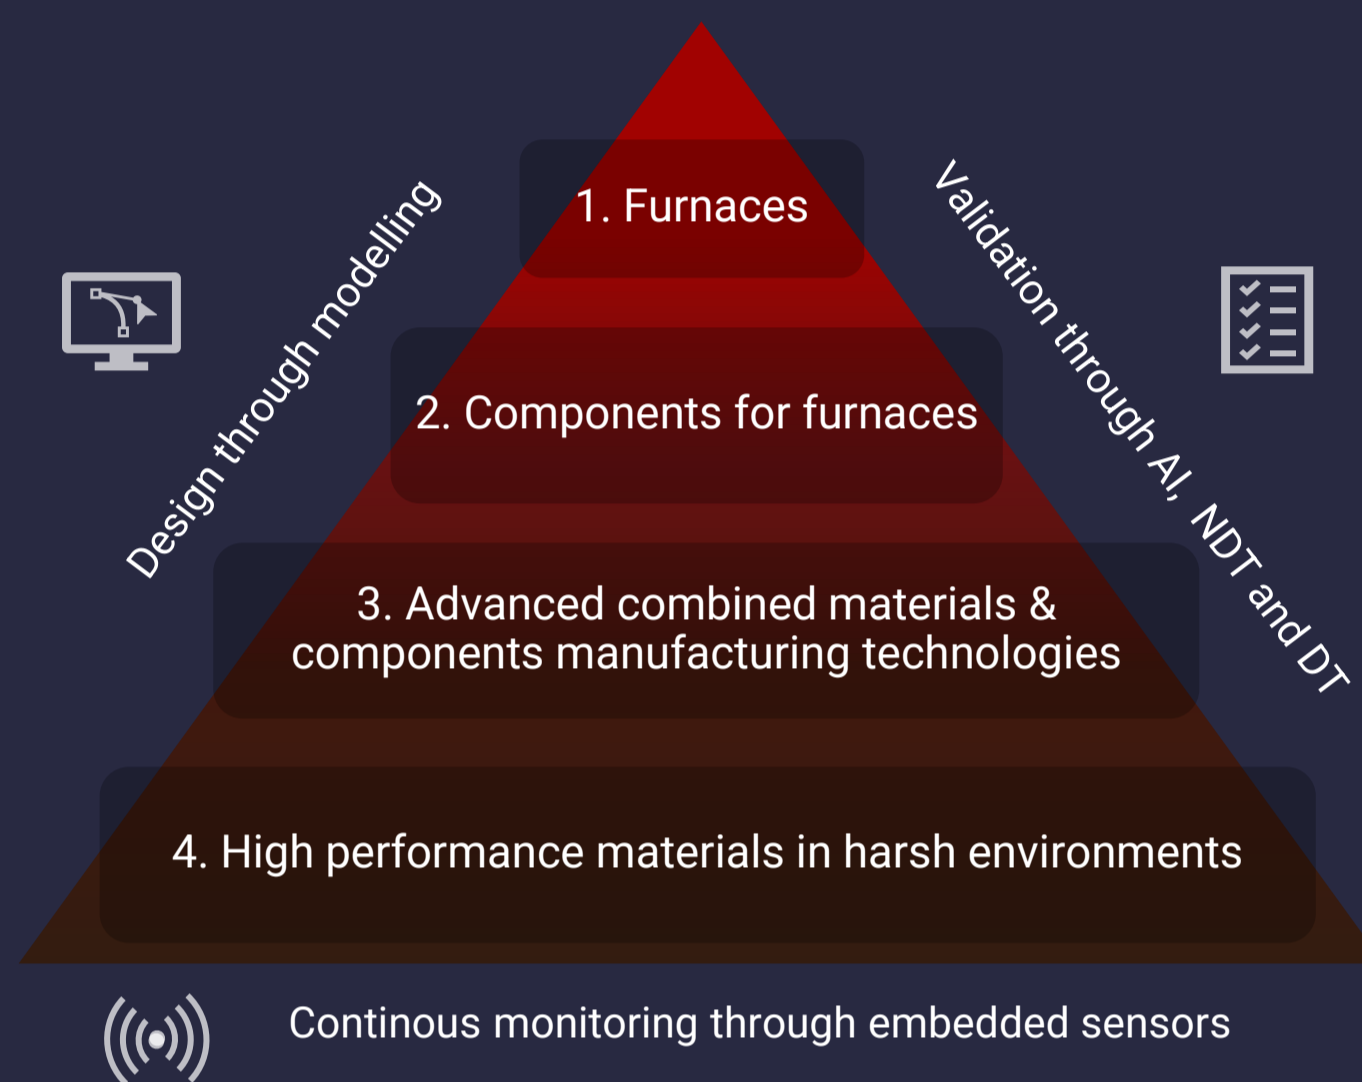 1. Furnaces
Design through modelling
Validation through AI, NDT and DT
2. Components for furnaces
3. Advanced combined materials &
components manufacturing technologies
4. High performance materials in harsh environments
Continous monitoring through embedded sensors